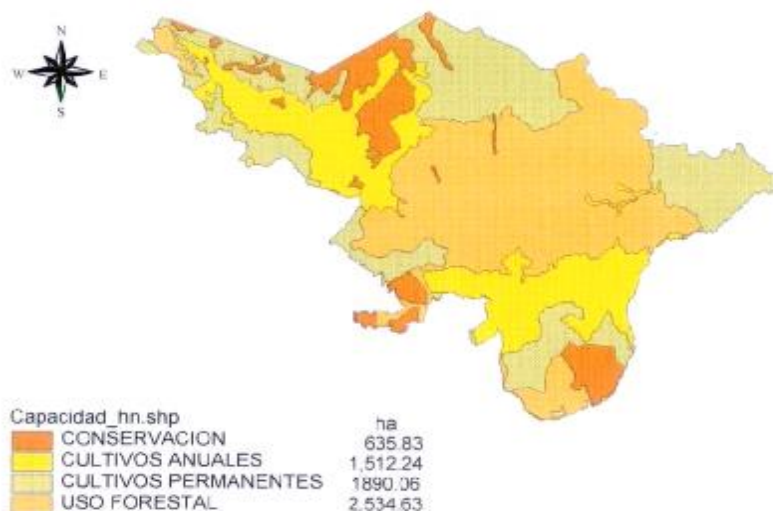 N
W E
S
Capacidad_hn.shp ha
CONSERVACION 635.83
CULTIVOS ANUALES 1,512.24
CULTIVOS PERMANENTES 1890.06
USO FORESTAL 2,534.63